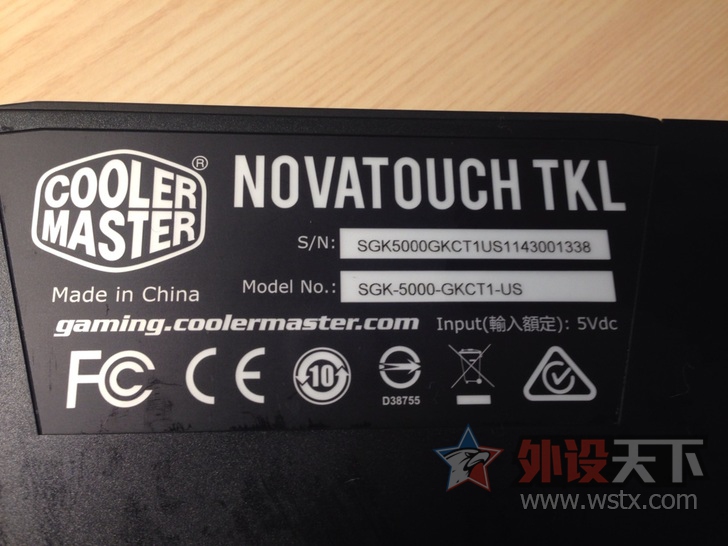 COOLER MASTER ®
NOVATOUCH TKL
S/N: SGK5000GKCT1US1143001338
Model No.: SGK-5000-GKCT1-US
Made in China
gaming.coolermaster.com Input(輸入額定): 5Vdc
FC CE 10 D38755
外设天下
www.wstx.com